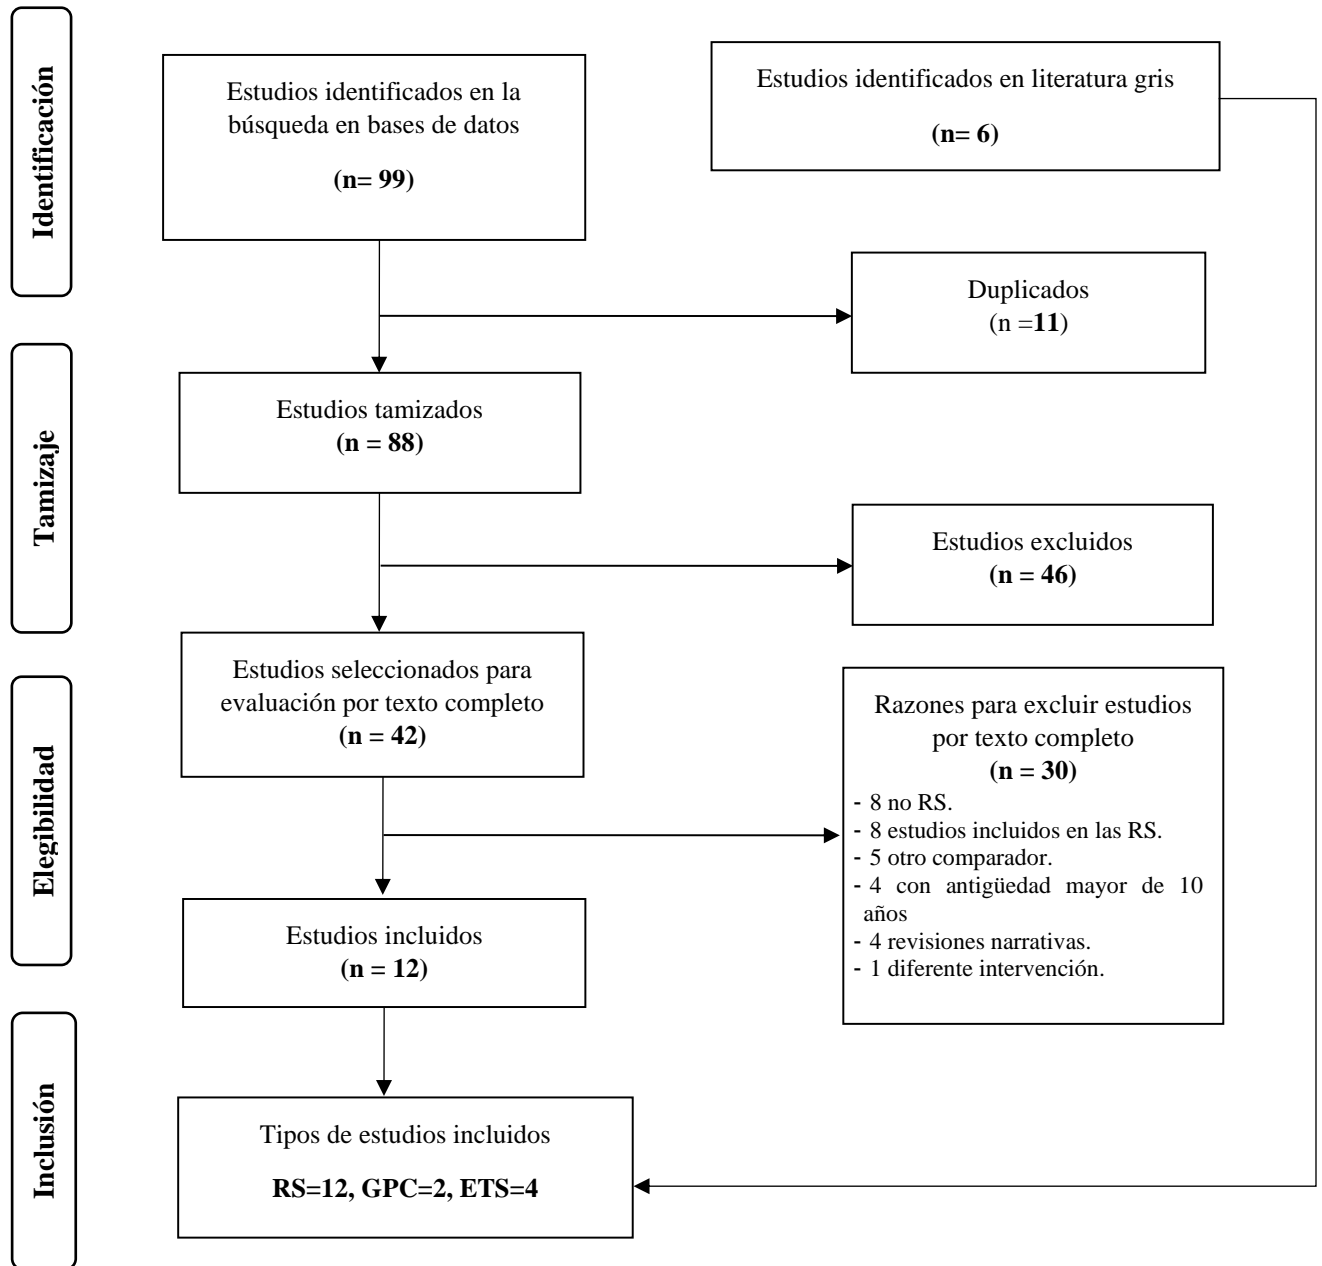 Identificación
Estudios identificados en la
búsqueda en bases de datos
(n= 99)
Estudios identificados en literatura gris
(n= 6)
Duplicados
(n =11)
Tamizaje
Estudios tamizados
(n = 88)
Estudios excluidos
(n = 46)
Elegibilidad
Estudios seleccionados para
evaluación por texto completo
(n = 42)
Razones para excluir estudios
por texto completo
(n = 30)
- 8 no RS.
- 8 estudios incluidos en las RS.
- 5 otro comparador.
- 4 con antigüedad mayor de 10
años
- 4 revisiones narrativas.
- 1 diferente intervención.
Estudios incluidos
(n = 12)
Inclusión
Tipos de estudios incluidos
RS=12, GPC=2, ETS=4